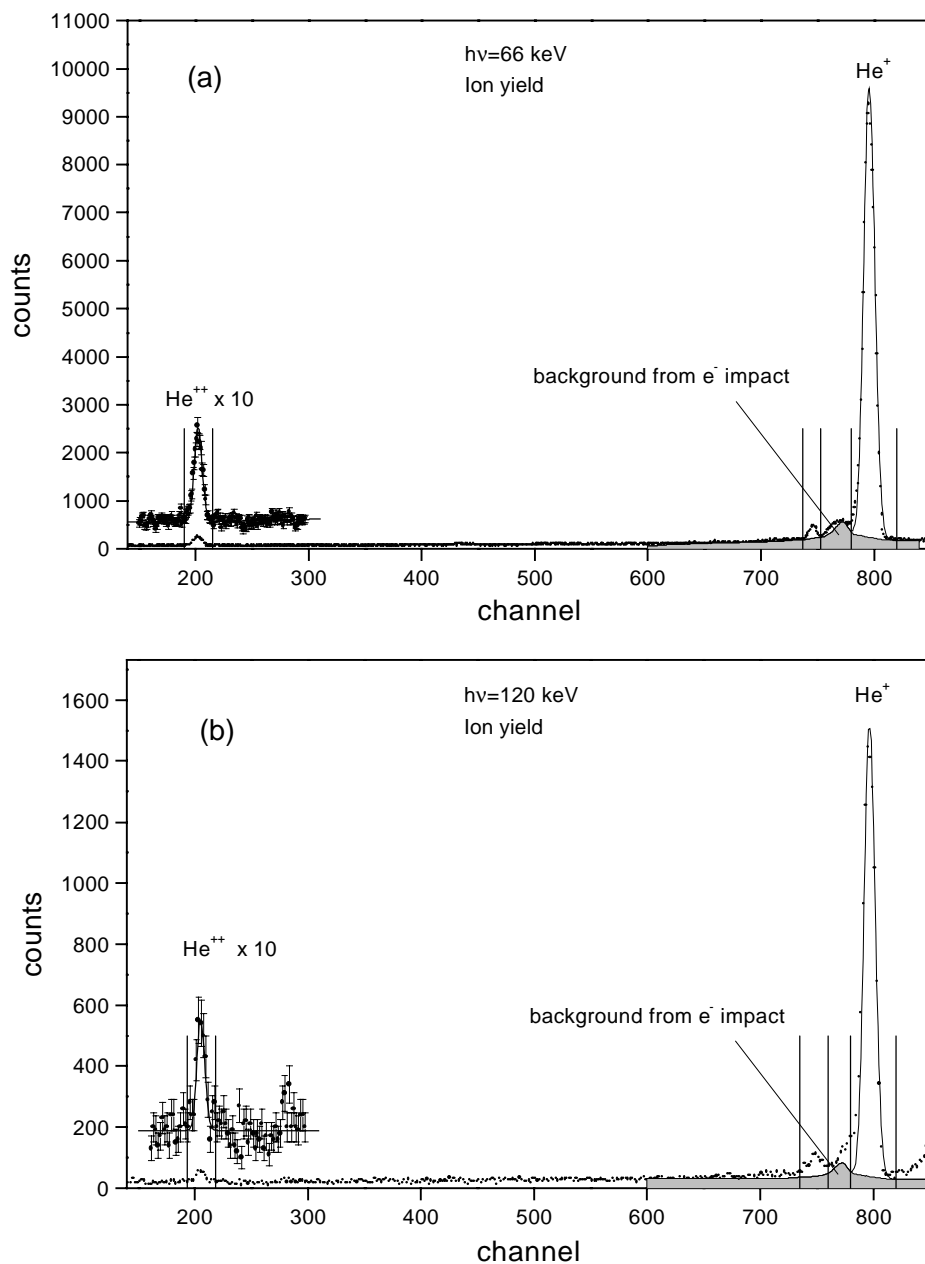 11000
10000
9000
8000
7000
6000
5000
4000
3000
2000
1000
0
counts
(a)
hν=66 keV
Ion yield
He⁺
background from e⁻ impact
He⁺⁺ x 10
200 300 400 500 600 700 800
channel
1600
1400
1200
1000
800
600
400
200
0
counts
(b)
hν=120 keV
Ion yield
He⁺
He⁺⁺ x 10
background from e⁻ impact
200 300 400 500 600 700 800
channel